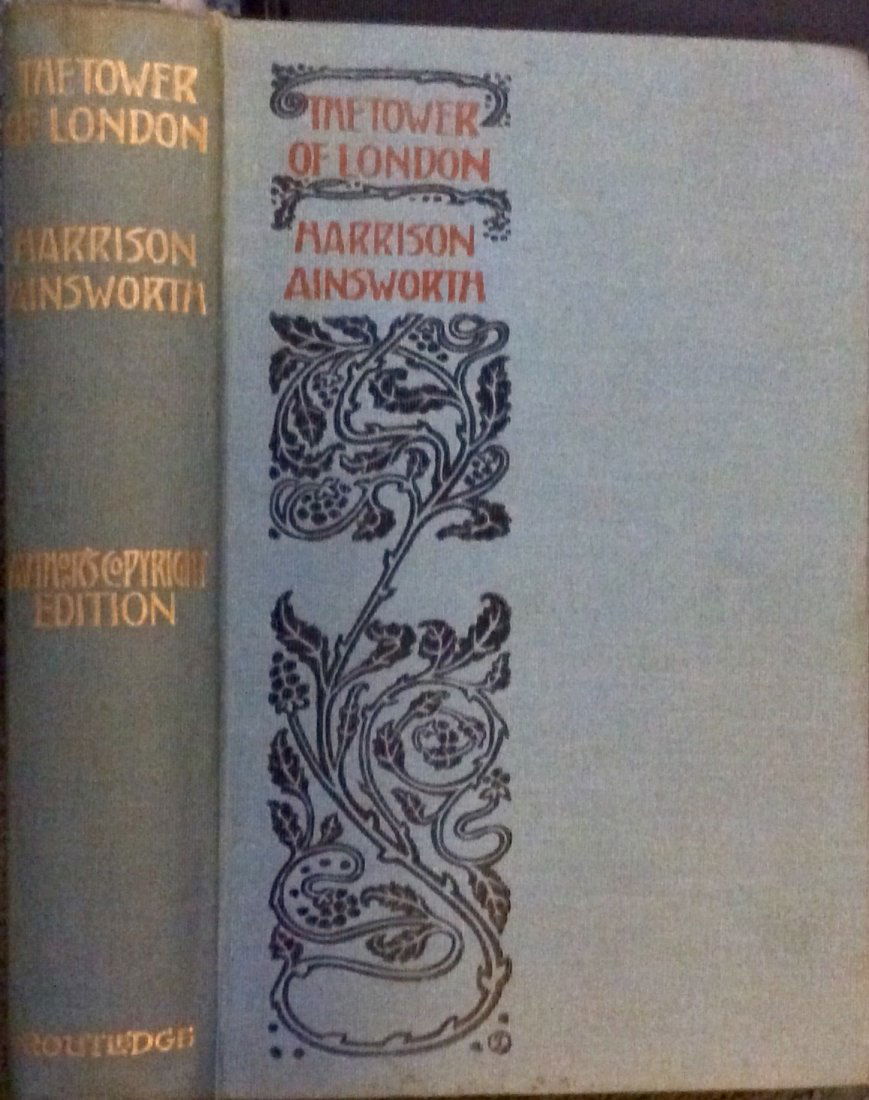 THE TOWER
OF LONDON
HARRISON
AINSWORTH
AUTHOR'S COPYRIGHT
EDITION
ROUTLEDGE
THE TOWER
OF LONDON
HARRISON
AINSWORTH